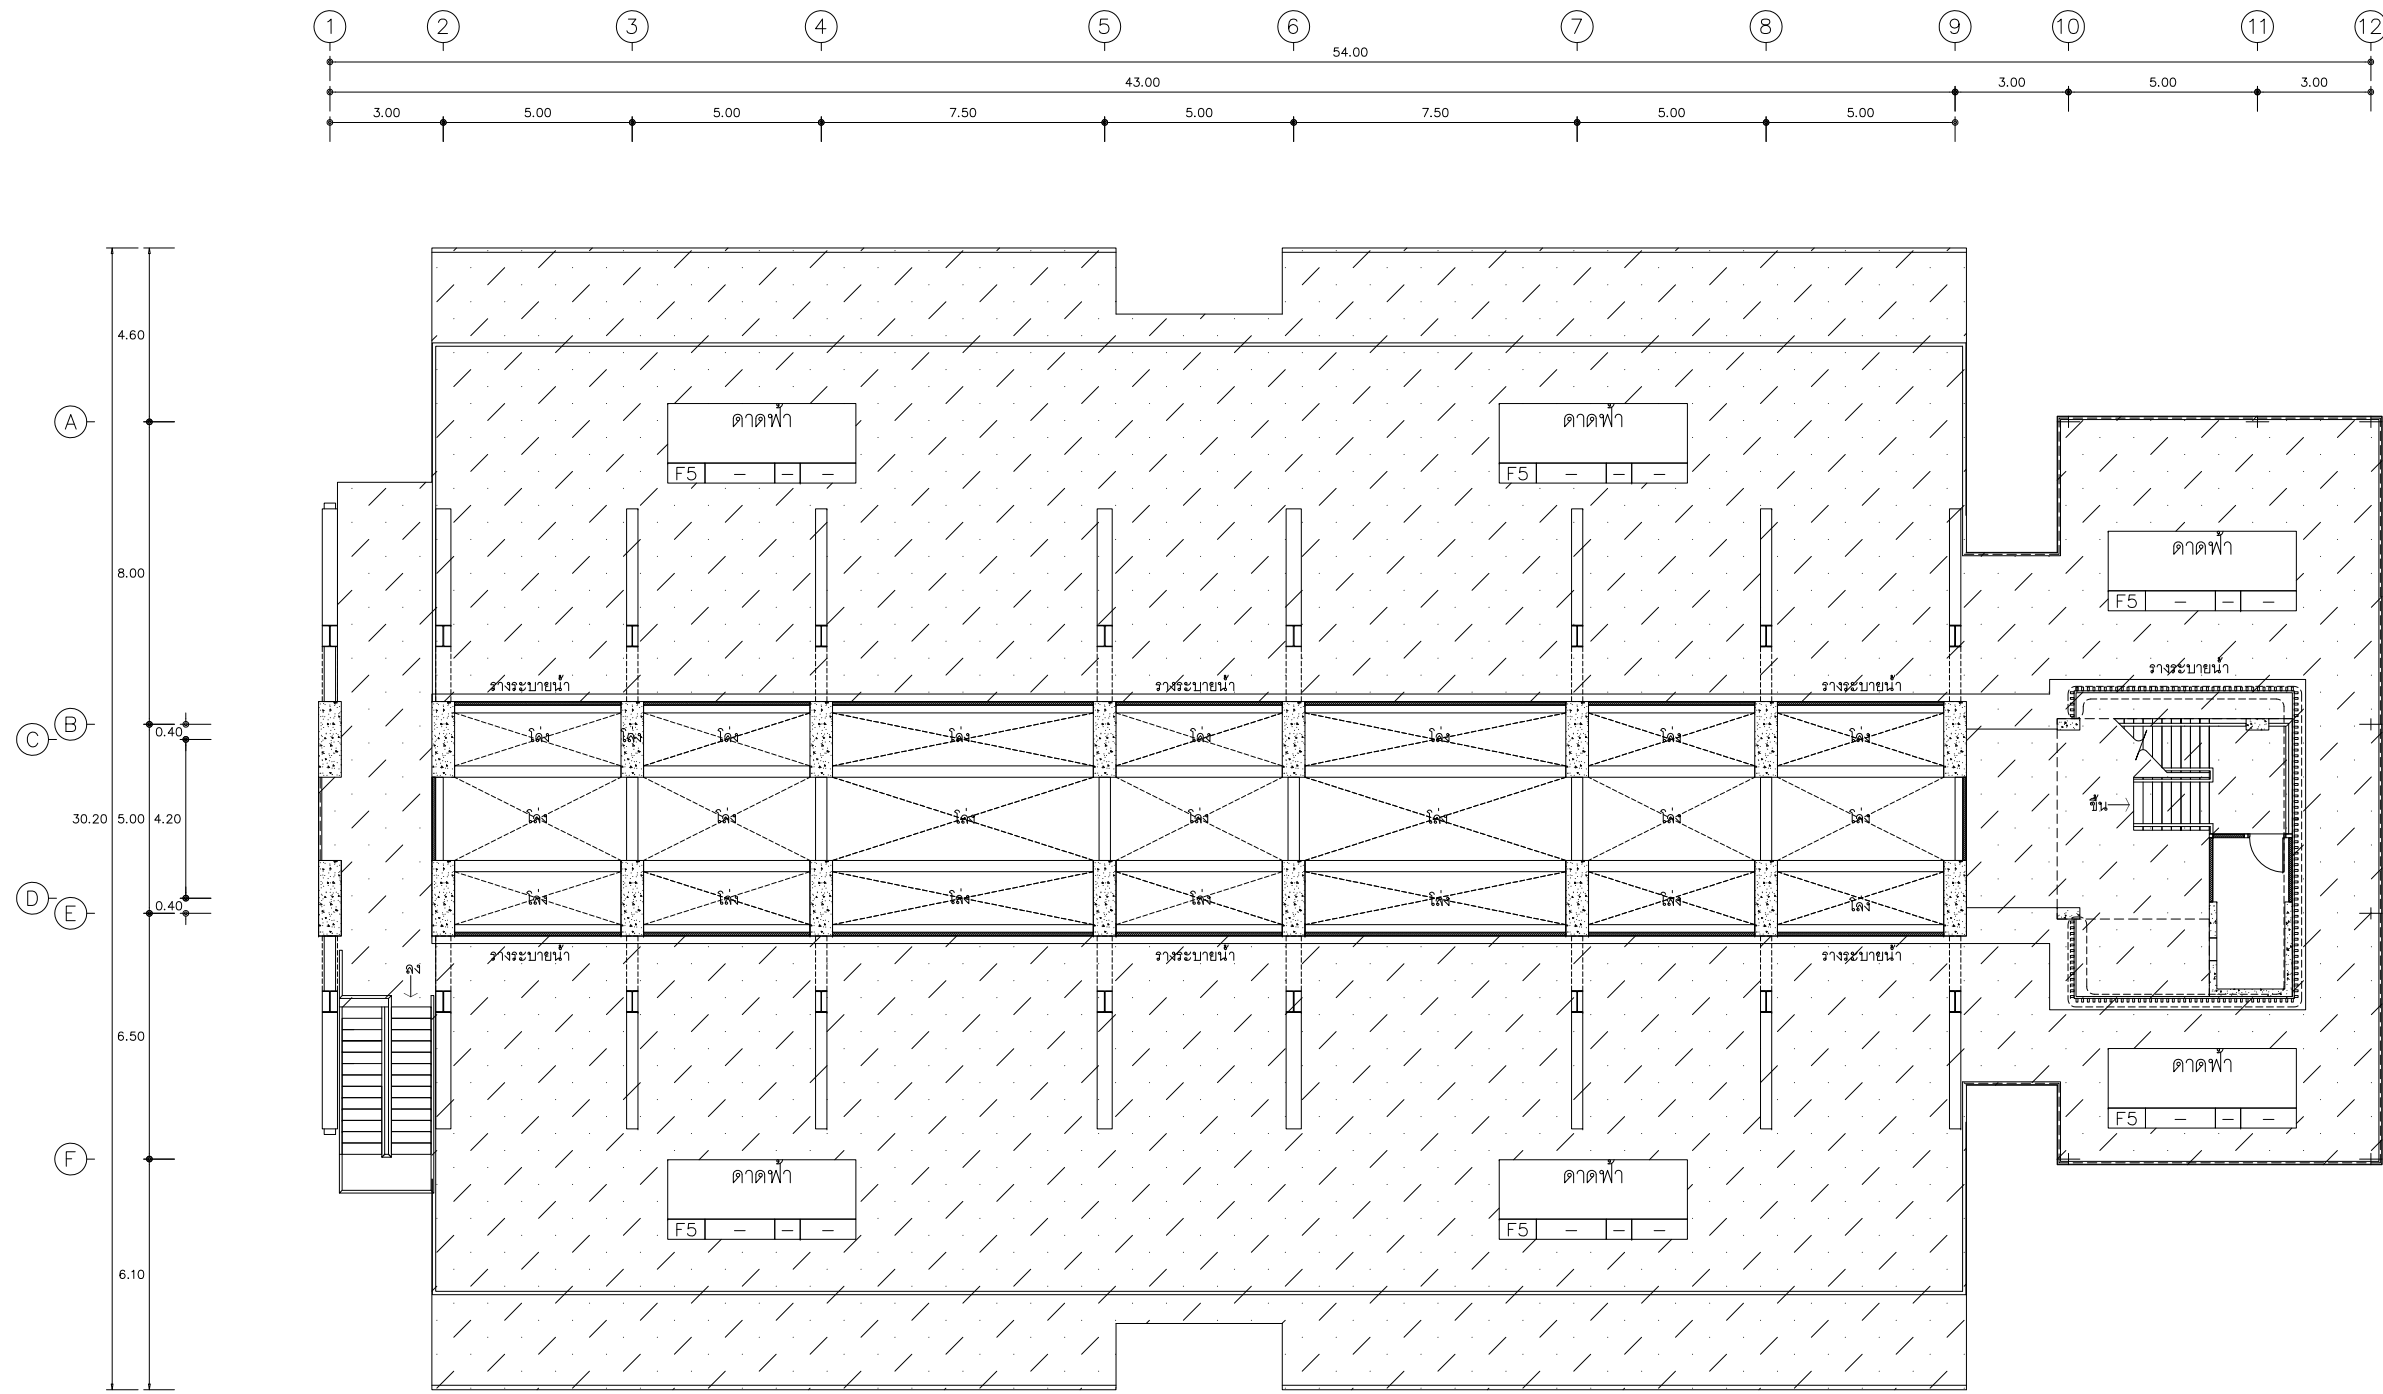 1 2 3 4 5 6 7 8 9 10 11 12
54.00
43.00 3.00 5.00 3.00
3.00 5.00 5.00 7.50 5.00 7.50 5.00 5.00
4.60
A
ดาดฟ้า ดาดฟ้า
F5 - - - F5 - - -
ดาดฟ้า
8.00
F5 - - -
รางระบายน้ำ
รางระบายน้ำ รางระบายน้ำ รางระบายน้ำ
B
C 0.40
โล่ง โล่ง โล่ง โล่ง โล่ง โล่ง โล่ง โล่ง
ขึ้น
30.20 5.00 4.20 โล่ง โล่ง โล่ง โล่ง โล่ง โล่ง โล่ง
D โล่ง โล่ง โล่ง โล่ง โล่ง โล่ง โล่ง
E 0.40
รางระบายน้ำ รางระบายน้ำ รางระบายน้ำ
ลง
6.50
ดาดฟ้า
F5 - - -
F
ดาดฟ้า ดาดฟ้า
F5 - - - F5 - - -
6.10